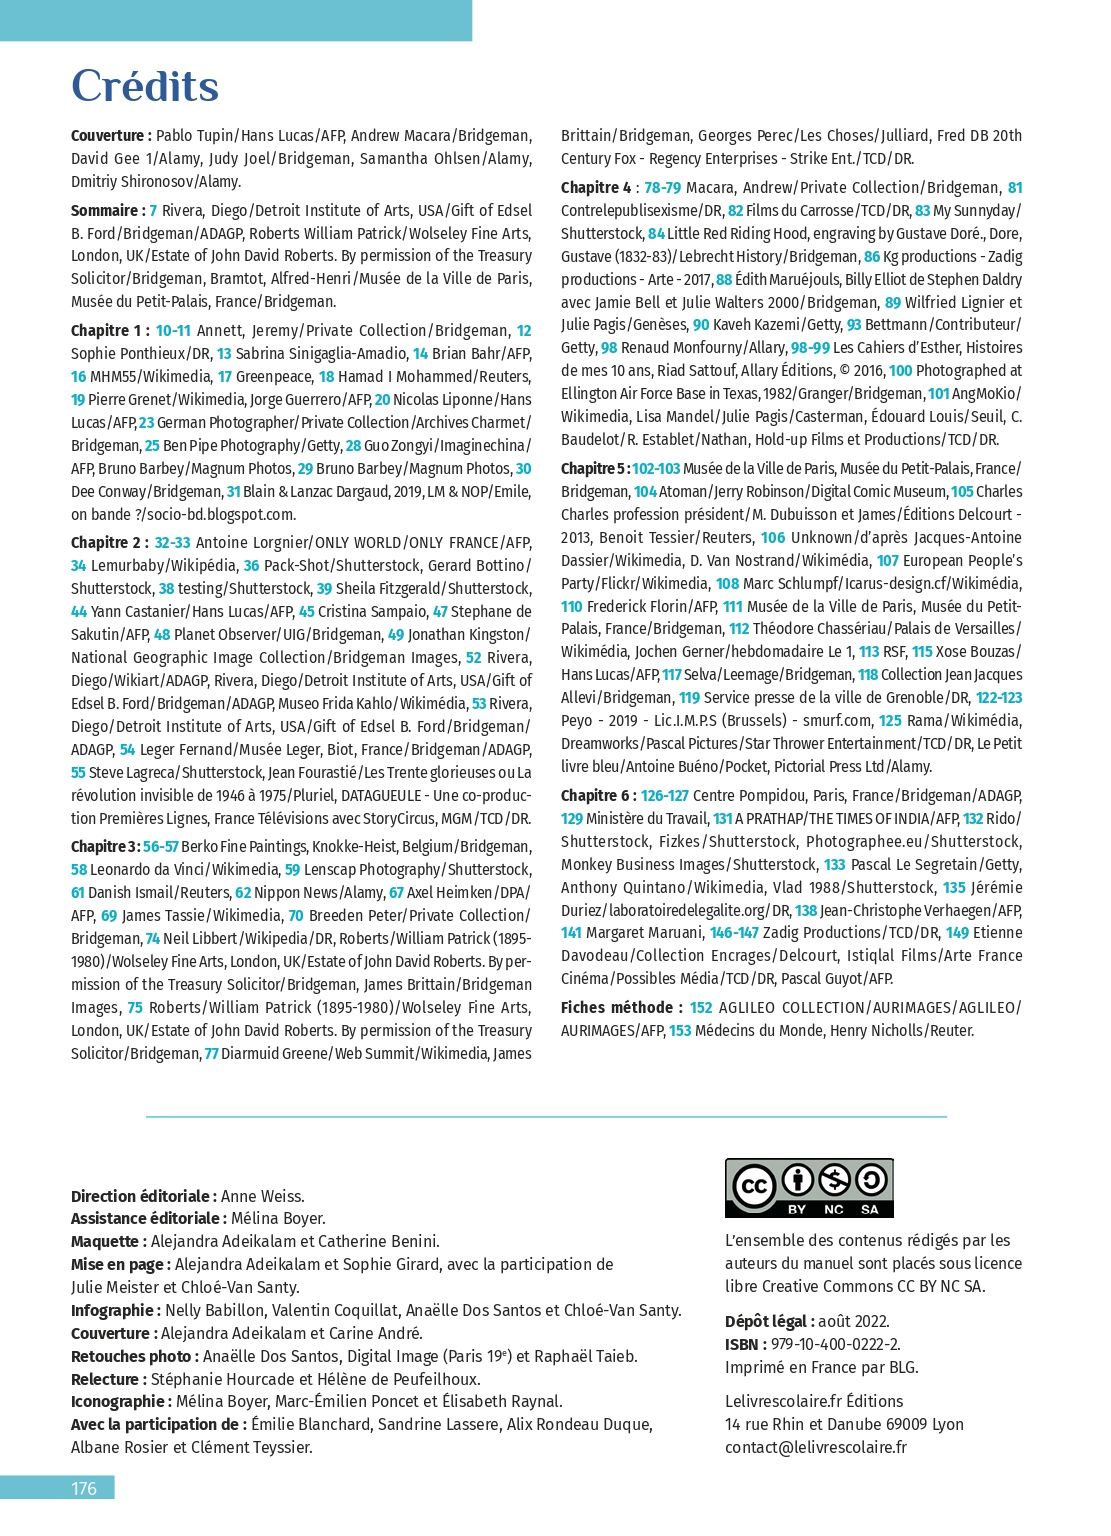 Crédits
Couverture : Pablo Tupin/Hans Lucas/AFP, Andrew Macara/Bridgeman,
David Gee 1/Alamy, Judy Joel/Bridgeman, Samantha Ohlsen/Alamy,
Dmitriy Shironosov/Alamy.
Sommaire : 7 Rivera, Diego/Detroit Institute of Arts, USA/Gift of Edsel
B. Ford/Bridgeman/ADAGP, Roberts William Patrick/Wolseley Fine Arts,
London, UK/Estate of John David Roberts. By permission of the Treasury
Solicitor/Bridgeman, Bramtot, Alfred-Henri/Musée de la Ville de Paris,
Musée du Petit-Palais, France/Bridgeman.
Chapitre 1 : 10-11 Annett, Jeremy/Private Collection/Bridgeman, 12
Sophie Ponthieux/DR, 13 Sabrina Sinigaglia-Amadio, 14 Brian Bahr/AFP,
16 MHM55/Wikimedia, 17 Greenpeace, 18 Hamad I Mohammed/Reuters,
19 Pierre Grenet/Wikimedia, Jorge Guerrero/AFP, 20 Nicolas Liponne/Hans
Lucas/AFP, 23 German Photographer/Private Collection/Archives Charmet/
Bridgeman, 25 Ben Pipe Photography/Getty, 28 Guo Zongyi/Imaginechina/
AFP, Bruno Barbey/Magnum Photos, 29 Bruno Barbey/Magnum Photos, 30
Dee Conway/Bridgeman, 31 Blain & Lanzac Dargaud, 2019, LM & NOP/Emile,
on bande ?/socio-bd.blogspot.com.
Chapitre 2 : 32-33 Antoine Lorgnier/ONLY WORLD/ONLY FRANCE/AFP,
34 Lemurbaby/Wikipédia, 36 Pack-Shot/Shutterstock, Gerard Bottino/
Shutterstock, 38 testing/Shutterstock, 39 Sheila Fitzgerald/Shutterstock,
44 Yann Castanier/Hans Lucas/AFP, 45 Cristina Sampaio, 47 Stephane de
Sakutin/AFP, 48 Planet Observer/UIG/Bridgeman, 49 Jonathan Kingston/
National Geographic Image Collection/Bridgeman Images, 52 Rivera,
Diego/Wikiart/ADAGP, Rivera, Diego/Detroit Institute of Arts, USA/Gift of
Edsel B. Ford/Bridgeman/ADAGP, Museo Frida Kahlo/Wikimédia, 53 Rivera,
Diego/Detroit Institute of Arts, USA/Gift of Edsel B. Ford/Bridgeman/
ADAGP, 54 Leger Fernand/Musée Leger, Biot, France/Bridgeman/ADAGP,
55 Steve Lagreca/Shutterstock, Jean Fourastié/Les Trente glorieuses ou La
révolution invisible de 1946 à 1975/Pluriel, DATAGUEULE - Une co-produc-
tion Premières Lignes, France Télévisions avec StoryCircus, MGM/TCD/DR.
Chapitre 3 : 56-57 Berko Fine Paintings, Knokke-Heist, Belgium/Bridgeman,
58 Leonardo da Vinci/Wikimedia, 59 Lenscap Photography/Shutterstock,
61 Danish Ismail/Reuters, 62 Nippon News/Alamy, 67 Axel Heimken/DPA/
AFP, 69 James Tassie/Wikimedia, 70 Breeden Peter/Private Collection/
Bridgeman, 74 Neil Libbert/Wikipedia/DR, Roberts/William Patrick (1895-
1980)/Wolseley Fine Arts, London, UK/Estate of John David Roberts. By per-
mission of the Treasury Solicitor/Bridgeman, James Brittain/Bridgeman
Images, 75 Roberts/William Patrick (1895-1980)/Wolseley Fine Arts,
London, UK/Estate of John David Roberts. By permission of the Treasury
Solicitor/Bridgeman, 77 Diarmuid Greene/Web Summit/Wikimedia, James
Brittain/Bridgeman, Georges Perec/Les Choses/Julliard, Fred DB 20th
Century Fox - Regency Enterprises - Strike Ent./TCD/DR.
Chapitre 4 : 78-79 Macara, Andrew/Private Collection/Bridgeman, 81
Contrelepublisexisme/DR, 82 Films du Carrosse/TCD/DR, 83 My Sunnyday/
Shutterstock, 84 Little Red Riding Hood, engraving by Gustave Doré., Dore,
Gustave (1832-83)/Lebrecht History/Bridgeman, 86 Kg productions - Zadig
productions - Arte - 2017, 88 Édith Maruéjouls, Billy Elliot de Stephen Daldry
avec Jamie Bell et Julie Walters 2000/Bridgeman, 89 Wilfried Lignier et
Julie Pagis/Genèses, 90 Kaveh Kazemi/Getty, 93 Bettmann/Contributeur/
Getty, 98 Renaud Monfourny/Allary, 98-99 Les Cahiers d'Esther, Histoires
de mes 10 ans, Riad Sattouf, Allary Éditions, © 2016, 100 Photographed at
Ellington Air Force Base in Texas, 1982/Granger/Bridgeman, 101 AngMoKio/
Wikimedia, Lisa Mandel/Julie Pagis/Casterman, Édouard Louis/Seuil, C.
Baudelot/R. Establet/Nathan, Hold-up Films et Productions/TCD/DR.
Chapitre 5 : 102-103 Musée de la Ville de Paris, Musée du Petit-Palais, France/
Bridgeman, 104 Atoman/Jerry Robinson/Digital Comic Museum, 105 Charles
Charles profession président/M. Dubuisson et James/Éditions Delcourt -
2013, Benoit Tessier/Reuters, 106 Unknown/d'après Jacques-Antoine
Dassier/Wikimedia, D. Van Nostrand/Wikimédia, 107 European People's
Party/Flickr/Wikimedia, 108 Marc Schlumpf/Icarus-design.cf/Wikimédia,
110 Frederick Florin/AFP, 111 Musée de la Ville de Paris, Musée du Petit-
Palais, France/Bridgeman, 112 Théodore Chassériau/Palais de Versailles/
Wikimédia, Jochen Gerner/hebdomadaire Le 1, 113 RSF, 115 Xose Bouzas/
Hans Lucas/AFP, 117 Selva/Leemage/Bridgeman, 118 Collection Jean Jacques
Allevi/Bridgeman, 119 Service presse de la ville de Grenoble/DR, 122-123
Peyo - 2019 - Lic.I.M.P.S (Brussels) - smurf.com, 125 Rama/Wikimédia,
Dreamworks/Pascal Pictures/Star Thrower Entertainment/TCD/DR, Le Petit
livre bleu/Antoine Buéno/Pocket, Pictorial Press Ltd/Alamy.
Chapitre 6 : 126-127 Centre Pompidou, Paris, France/Bridgeman/ADAGP,
129 Ministère du Travail, 131 A PRATHAP/THE TIMES OF INDIA/AFP, 132 Rido/
Shutterstock, Fizkes/Shutterstock, Photographee.eu/Shutterstock,
Monkey Business Images/Shutterstock, 133 Pascal Le Segretain/Getty,
Anthony Quintano/Wikimedia, Vlad 1988/Shutterstock, 135 Jérémie
Duriez/laboratoiredelegalite.org/DR, 138 Jean-Christophe Verhaegen/AFP,
141 Margaret Maruani, 146-147 Zadig Productions/TCD/DR, 149 Etienne
Davodeau/Collection Encrages/Delcourt, Istiqlal Films/Arte France
Cinéma/Possibles Média/TCD/DR, Pascal Guyot/AFP.
Fiches méthode : 152 AGLILEO COLLECTION/AURIMAGES/AGLILEO/
AURIMAGES/AFP, 153 Médecins du Monde, Henry Nicholls/Reuter.
Direction éditoriale : Anne Weiss.
Assistance éditoriale : Mélina Boyer.
Maquette : Alejandra Adeikalam et Catherine Benini.
Mise en page : Alejandra Adeikalam et Sophie Girard, avec la participation de
Julie Meister et Chloé-Van Santy.
Infographie : Nelly Babillon, Valentin Coquillat, Anaëlle Dos Santos et Chloé-Van Santy.
Couverture : Alejandra Adeikalam et Carine André.
Retouches photo : Anaëlle Dos Santos, Digital Image (Paris 19e) et Raphaël Taieb.
Relecture : Stéphanie Hourcade et Hélène de Peufeilhoux.
Iconographie : Mélina Boyer, Marc-Émilien Poncet et Élisabeth Raynal.
Avec la participation de : Émilie Blanchard, Sandrine Lassere, Alix Rondeau Duque,
Albane Rosier et Clément Teyssier.
cc
BY NC SA
L'ensemble des contenus rédigés par les
auteurs du manuel sont placés sous licence
libre Creative Commons CC BY NC SA.
Dépôt légal : août 2022.
ISBN : 979-10-400-0222-2.
Imprimé en France par BLG.
Lelivrescolaire.fr Éditions
14 rue Rhin et Danube 69009 Lyon
contact@lelivrescolaire.fr
176